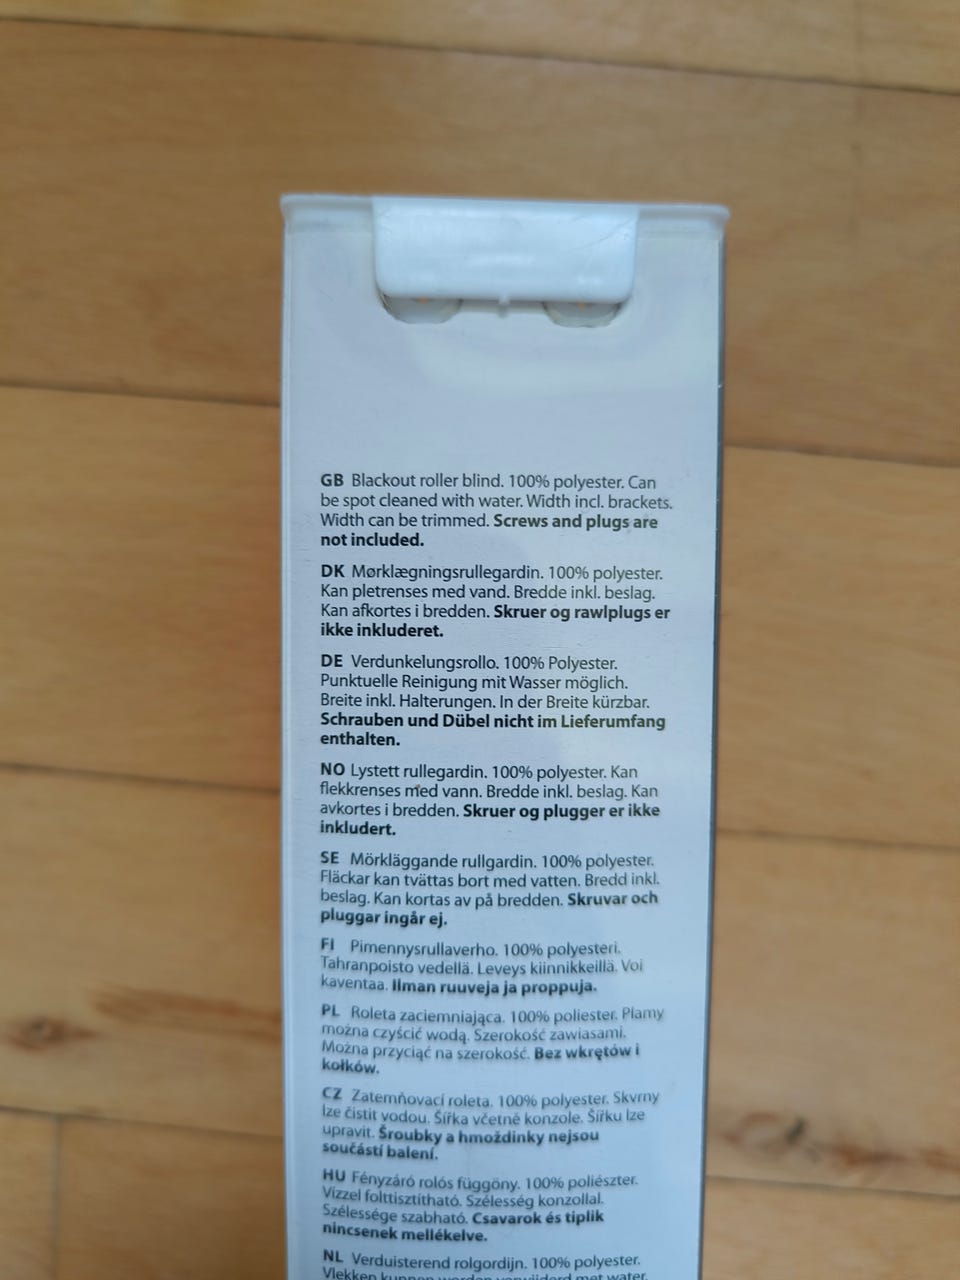 GB Blackout roller blind. 100% polyester. Can
be spot cleaned with water. Width incl. brackets.
Width can be trimmed. Screws and plugs are
not included.
DK Mørklægningsrullegardin. 100% polyester.
Kan pletrenses med vand. Bredde inkl. beslag.
Kan afkortes i bredden. Skruer og rawlplugs er
ikke inkluderet.
DE Verdunkelungsrollo. 100% Polyester.
Punktuelle Reinigung mit Wasser möglich.
Breite inkl. Halterungen. In der Breite kürzbar.
Schrauben und Dübel nicht im Lieferumfang
enthalten.
NO Lystett rullegardin. 100% polyester. Kan
flekkrenses med vann. Bredde inkl. beslag. Kan
avkortes i bredden. Skruer og plugger er ikke
inkludert.
SE Mörkläggande rullgardin. 100% polyester.
Fläckar kan tvättas bort med vatten. Bredd inkl.
beslag. Kan kortas av på bredden. Skruvar och
pluggar ingår ej.
FI Pimennysrullaverho. 100% polyesteri.
Tahranpoisto vedellä. Leveys kiinnikkeillä. Voi
kaventaa. Ilman ruuveja ja proppuja.
PL Roleta zaciemniająca. 100% poliester. Plamy
można czyścić wodą. Szerokość zawiasami.
Można przyciąć na szerokość. Bez wkrętów i
kołków.
CZ Zatemňovací roleta. 100% polyester. Skvrny
lze čistit vodou. Šířka včetně konzole. Šířku lze
upravit. Šroubky a hmoždinky nejsou
součástí balení.
HU Fényzáró rolós függöny. 100% poliészter.
Vízzel folttisztítható. Szélesség konzollal.
Szélessége szabható. Csavarok és tiplik
nincsenek mellékelve.
NL Verduisterend rolgordijn. 100% polyester.
Vlekken kunnen worden verwijderd met water.